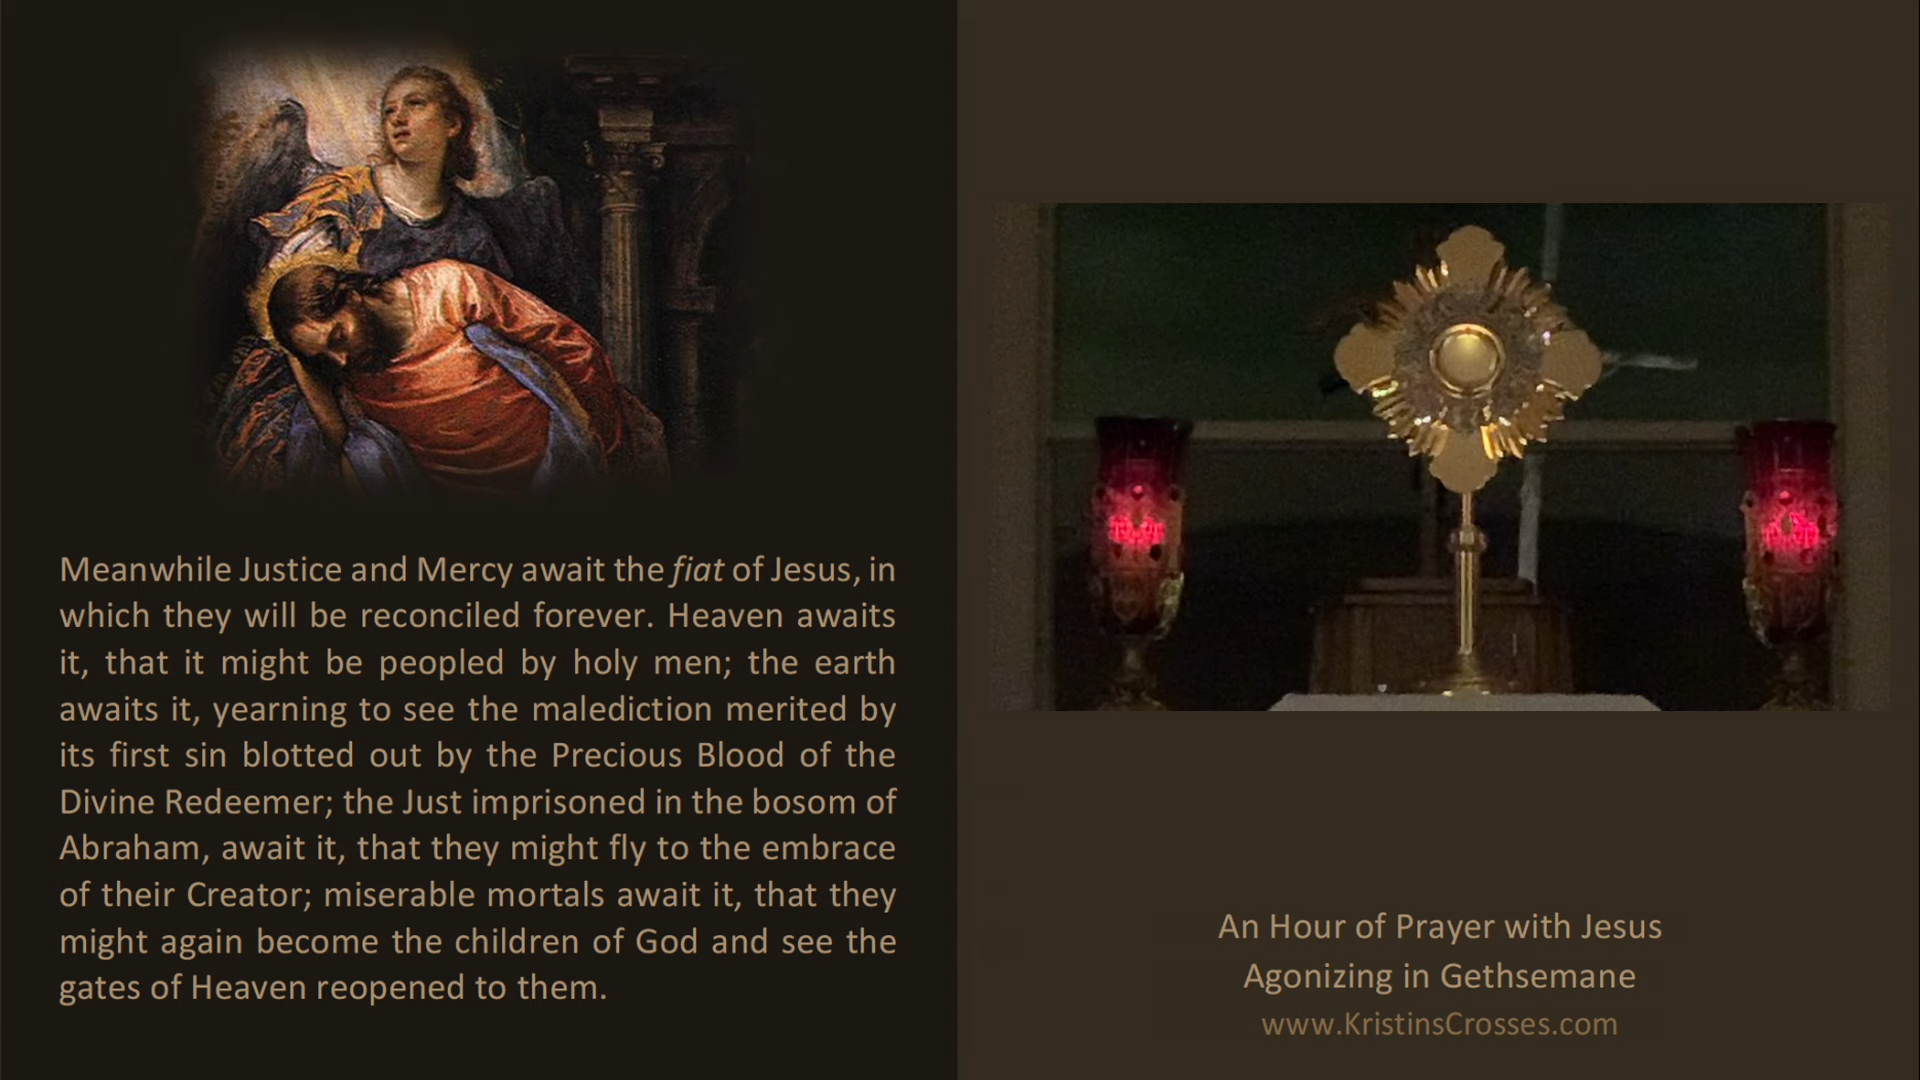 Meanwhile Justice and Mercy await the fiat of Jesus, in
which they will be reconciled forever. Heaven awaits
it, that it might be peopled by holy men; the earth
awaits it, yearning to see the malediction merited by
its first sin blotted out by the Precious Blood of the
Divine Redeemer; the Just imprisoned in the bosom of
Abraham, await it, that they might fly to the embrace
of their Creator; miserable mortals await it, that they
might again become the children of God and see the
gates of Heaven reopened to them.
An Hour of Prayer with Jesus
Agonizing in Gethsemane
www.KristinsCrosses.com